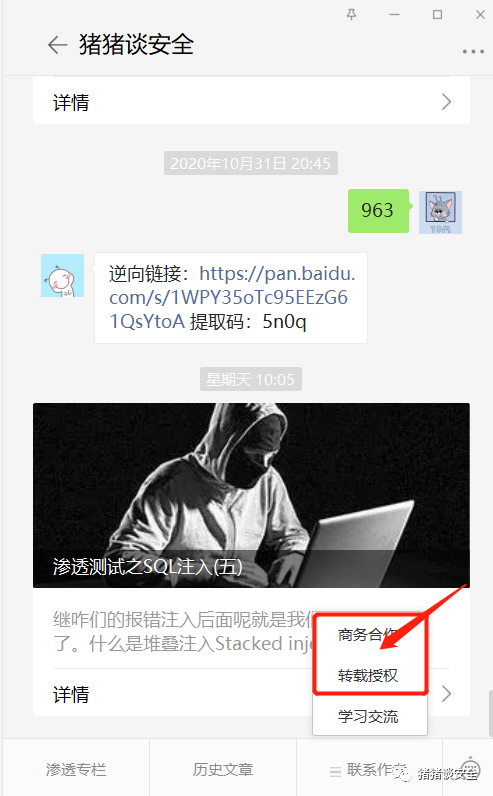 猪猪谈安全
详情
2020年10月31日 20:45
963
TOM
逆向链接：https://pan.baidu.
com/s/1WPY35oTc95EEzG6
1QsYtoA 提取码：5n0q
星期天 10:05
渗透测试之SQL注入(五)
继咋们的报错注入后面呢就是我们
了。什么是堆叠注入Stacked inje
商务合作
转载授权
详情
学习交流
渗透专栏
历史文章
联系作者
猪猪谈安全